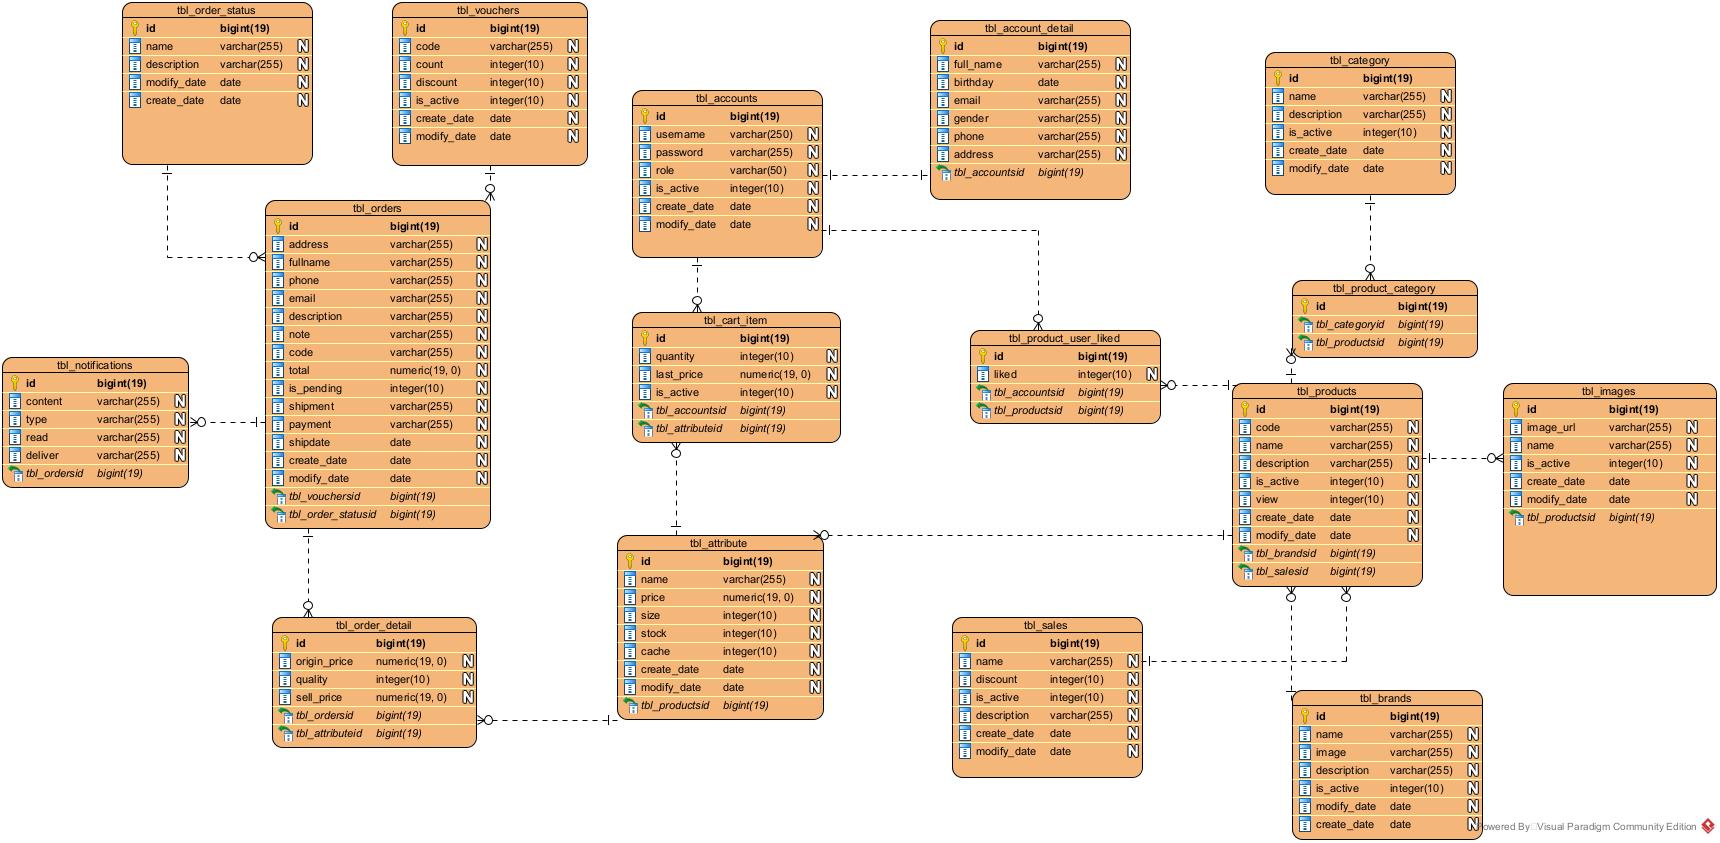 tbl_order_status
id bigint(19)
name varchar(255) N
description varchar(255) N
modify_date date N
create_date date N
tbl_vouchers
id bigint(19)
code varchar(255) N
count integer(10) N
discount integer(10) N
is_active integer(10) N
create_date date N
modify_date date N
tbl_accounts
id bigint(19)
username varchar(250) N
password varchar(255) N
role varchar(50) N
is_active integer(10) N
create_date date N
modify_date date N
tbl_account_detail
id bigint(19)
full_name varchar(255) N
birthday date N
email varchar(255) N
gender varchar(255) N
phone varchar(255) N
address varchar(255) N
tbl_accountsid bigint(19)
tbl_category
id bigint(19)
name varchar(255) N
description varchar(255) N
is_active integer(10) N
create_date date N
modify_date date N
tbl_orders
id bigint(19)
address varchar(255) N
fullname varchar(255) N
phone varchar(255) N
email varchar(255) N
description varchar(255) N
note varchar(255) N
code varchar(255) N
total numeric(19, 0) N
is_pending integer(10) N
shipment varchar(255) N
payment varchar(255) N
shipdate date N
create_date date N
modify_date date N
tbl_vouchersid bigint(19)
tbl_order_statusid bigint(19)
tbl_notifications
id bigint(19)
content varchar(255) N
type varchar(255) N
read varchar(255) N
deliver varchar(255) N
tbl_ordersid bigint(19)
tbl_cart_item
id bigint(19)
quantity integer(10) N
last_price numeric(19, 0) N
is_active integer(10) N
tbl_accountsid bigint(19)
tbl_attributeid bigint(19)
tbl_product_user_liked
id bigint(19)
liked integer(10) N
tbl_accountsid bigint(19)
tbl_productsid bigint(19)
tbl_product_category
id bigint(19)
tbl_categoryid bigint(19)
tbl_productsid bigint(19)
tbl_products
id bigint(19)
code varchar(255) N
name varchar(255) N
description varchar(255) N
is_active integer(10) N
view integer(10) N
create_date date N
modify_date date N
tbl_brandsid bigint(19)
tbl_salesid bigint(19)
tbl_images
id bigint(19)
image_url varchar(255) N
name varchar(255) N
is_active integer(10) N
create_date date N
modify_date date N
tbl_productsid bigint(19)
tbl_order_detail
id bigint(19)
origin_price numeric(19, 0) N
quality integer(10) N
sell_price numeric(19, 0) N
tbl_ordersid bigint(19)
tbl_attributeid bigint(19)
tbl_attribute
id bigint(19)
name varchar(255) N
price numeric(19, 0) N
size integer(10) N
stock integer(10) N
cache integer(10) N
create_date date N
modify_date date N
tbl_productsid bigint(19)
tbl_sales
id bigint(19)
name varchar(255) N
discount integer(10) N
is_active integer(10) N
description varchar(255) N
create_date date N
modify_date date N
tbl_brands
id bigint(19)
name varchar(255) N
image varchar(255) N
description varchar(255) N
is_active integer(10) N
modify_date date N
create_date date N
Powered By Visual Paradigm Community Edition